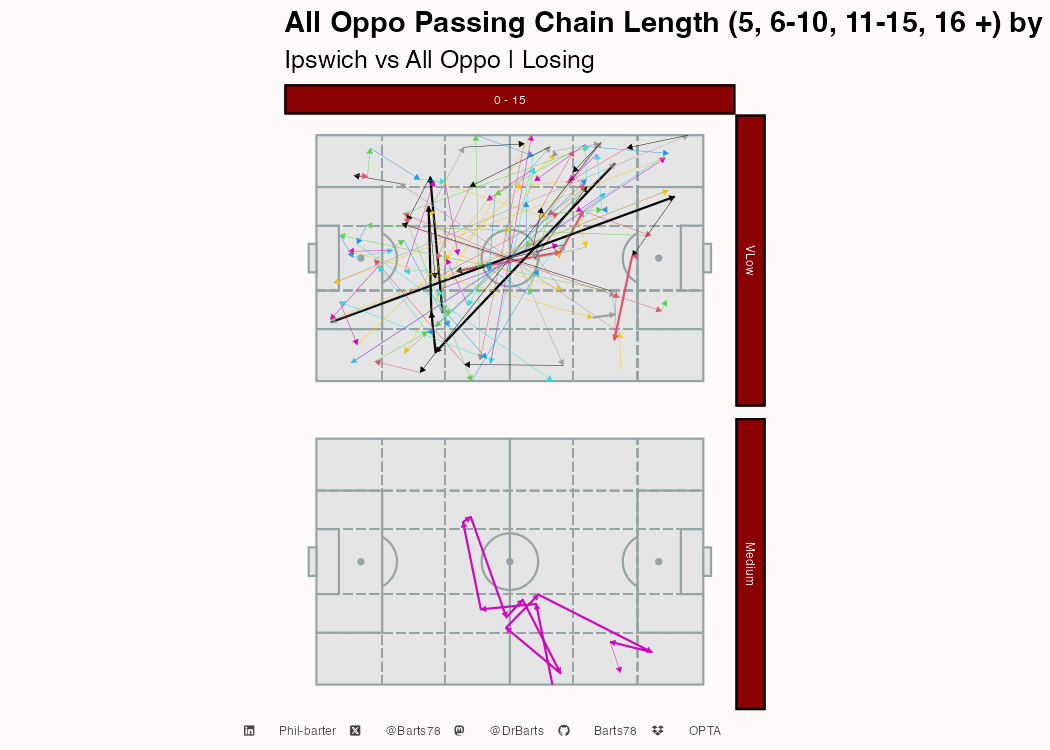 All Oppo Passing Chain Length (5, 6-10, 11-15, 16 +) by
Ipswich vs All Oppo | Losing
0 - 15
VLow
Medium
Phil-barter @Barts78 @DrBarts Barts78 OPTA